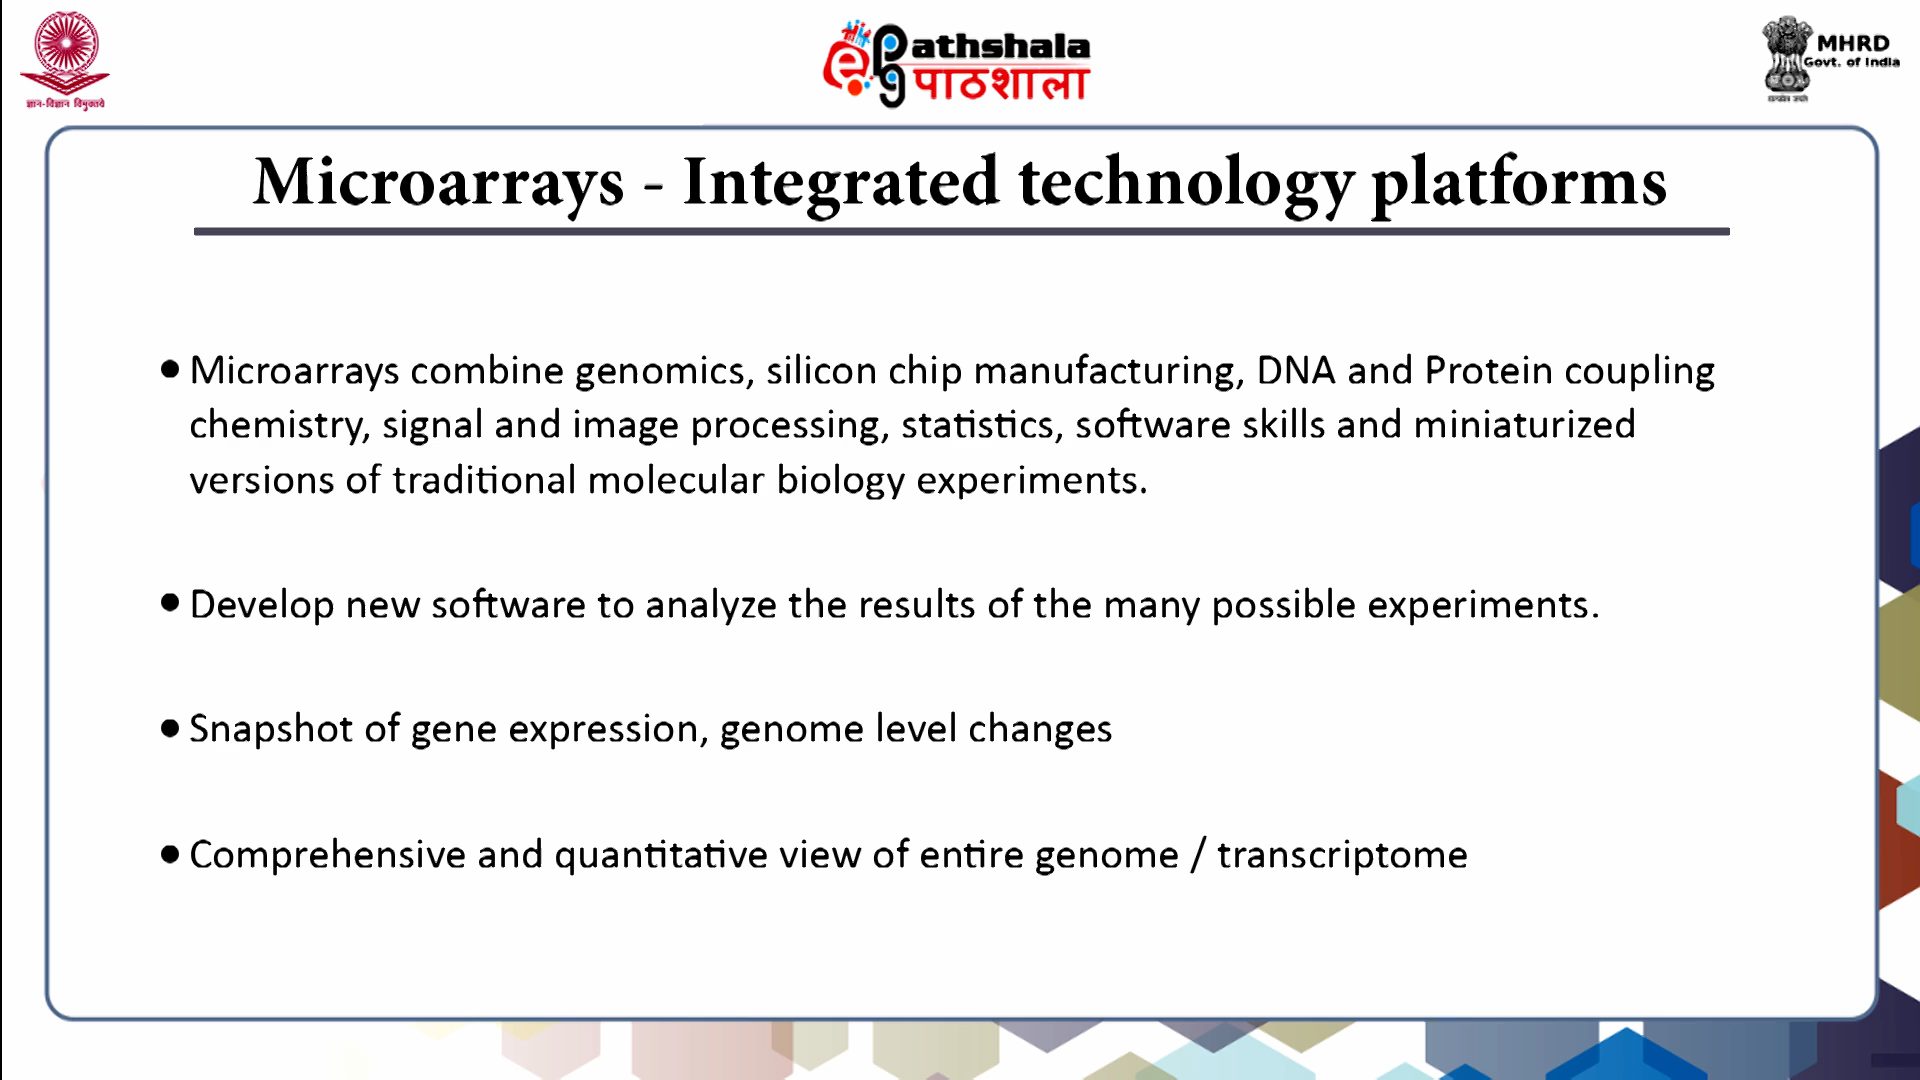 ज्ञान-विज्ञान विमुक्तये
Pathshala
पाठशाला
MHRD
Govt. of India
Microarrays - Integrated technology platforms
● Microarrays combine genomics, silicon chip manufacturing, DNA and Protein coupling
chemistry, signal and image processing, statistics, software skills and miniaturized
versions of traditional molecular biology experiments.
● Develop new software to analyze the results of the many possible experiments.
● Snapshot of gene expression, genome level changes
● Comprehensive and quantitative view of entire genome / transcriptome